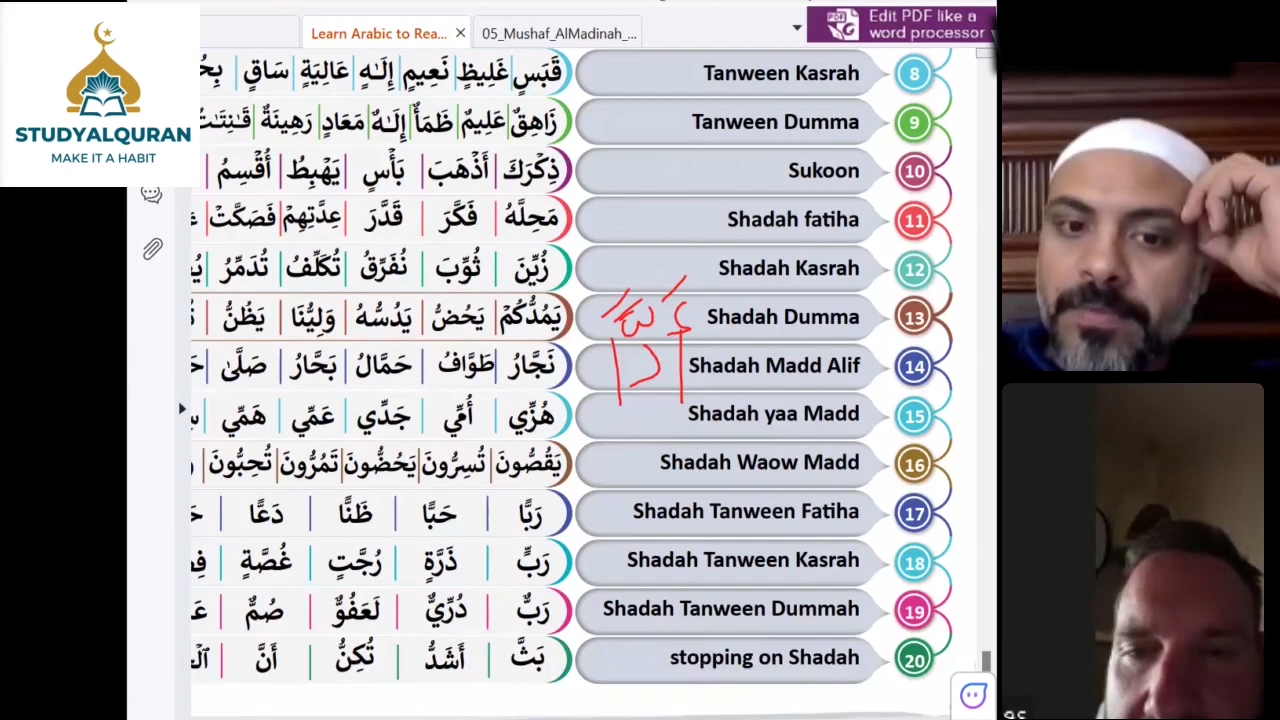 STUDYALQURAN
MAKE IT A HABIT
Learn Arabic to Rea... ×
05_Mushaf_AlMadinah_...
Edit PDF like a
word processor
8 Tanween Kasrah قَبَسٍ غَلِيظٍ نَعِيمٍ إِلَـٰهٍ عَالِيَةٍ سَاقٍ
9 Tanween Dumma زَاهِقٌ عَلِيمٌ ظَمَأٌ إِلَـٰهٌ مَعَادٍ رَهِينَةٌ
10 Sukoon ذِكْرَكَ أَذْهَبَ بَأْسٍ يَهْبِطُ أُقْسِمُ
11 Shadah fatiha مَحِلَّهُ فَكَّرَ قَدَّرَ عِدَّتِهِمْ فَصَكَّتْ
12 Shadah Kasrah زُيِّنَ ثُوِّبَ نُفَرِّقُ تُكَلِّفُ تُدَمِّرُ
13 Shadah Dumma يَمُدُّكُمْ يَحُضُّ يَدُسُّهُ وَلِيُّنَا يَظُنُّ
14 Shadah Madd Alif نَجَّارُ طَوَّافُ حَمَّالُ بَحَّارُ صَلَّىٰ
15 Shadah yaa Madd هُزِّي أُمِّي جَدِّي عَمِّي هَمِّي
16 Shadah Waow Madd يَقُصُّونَ تُسِرُّونَ يَحُضُّونَ تَمُرُّونَ تُحِبُّونَ
17 Shadah Tanween Fatiha رَبًّا حَبًّا ظَنًّا دَعًّا
18 Shadah Tanween Kasrah رَبٍّ ذَرَّةٍ رُجَّتٍ غُصَّةٍ
19 Shadah Tanween Dummah رَبٌّ دُرِّيٌّ لَعَفُوٌّ صُمٌّ
20 stopping on Shadah بَثَّ أَشَدُّ تُكِنُّ أَنَّ